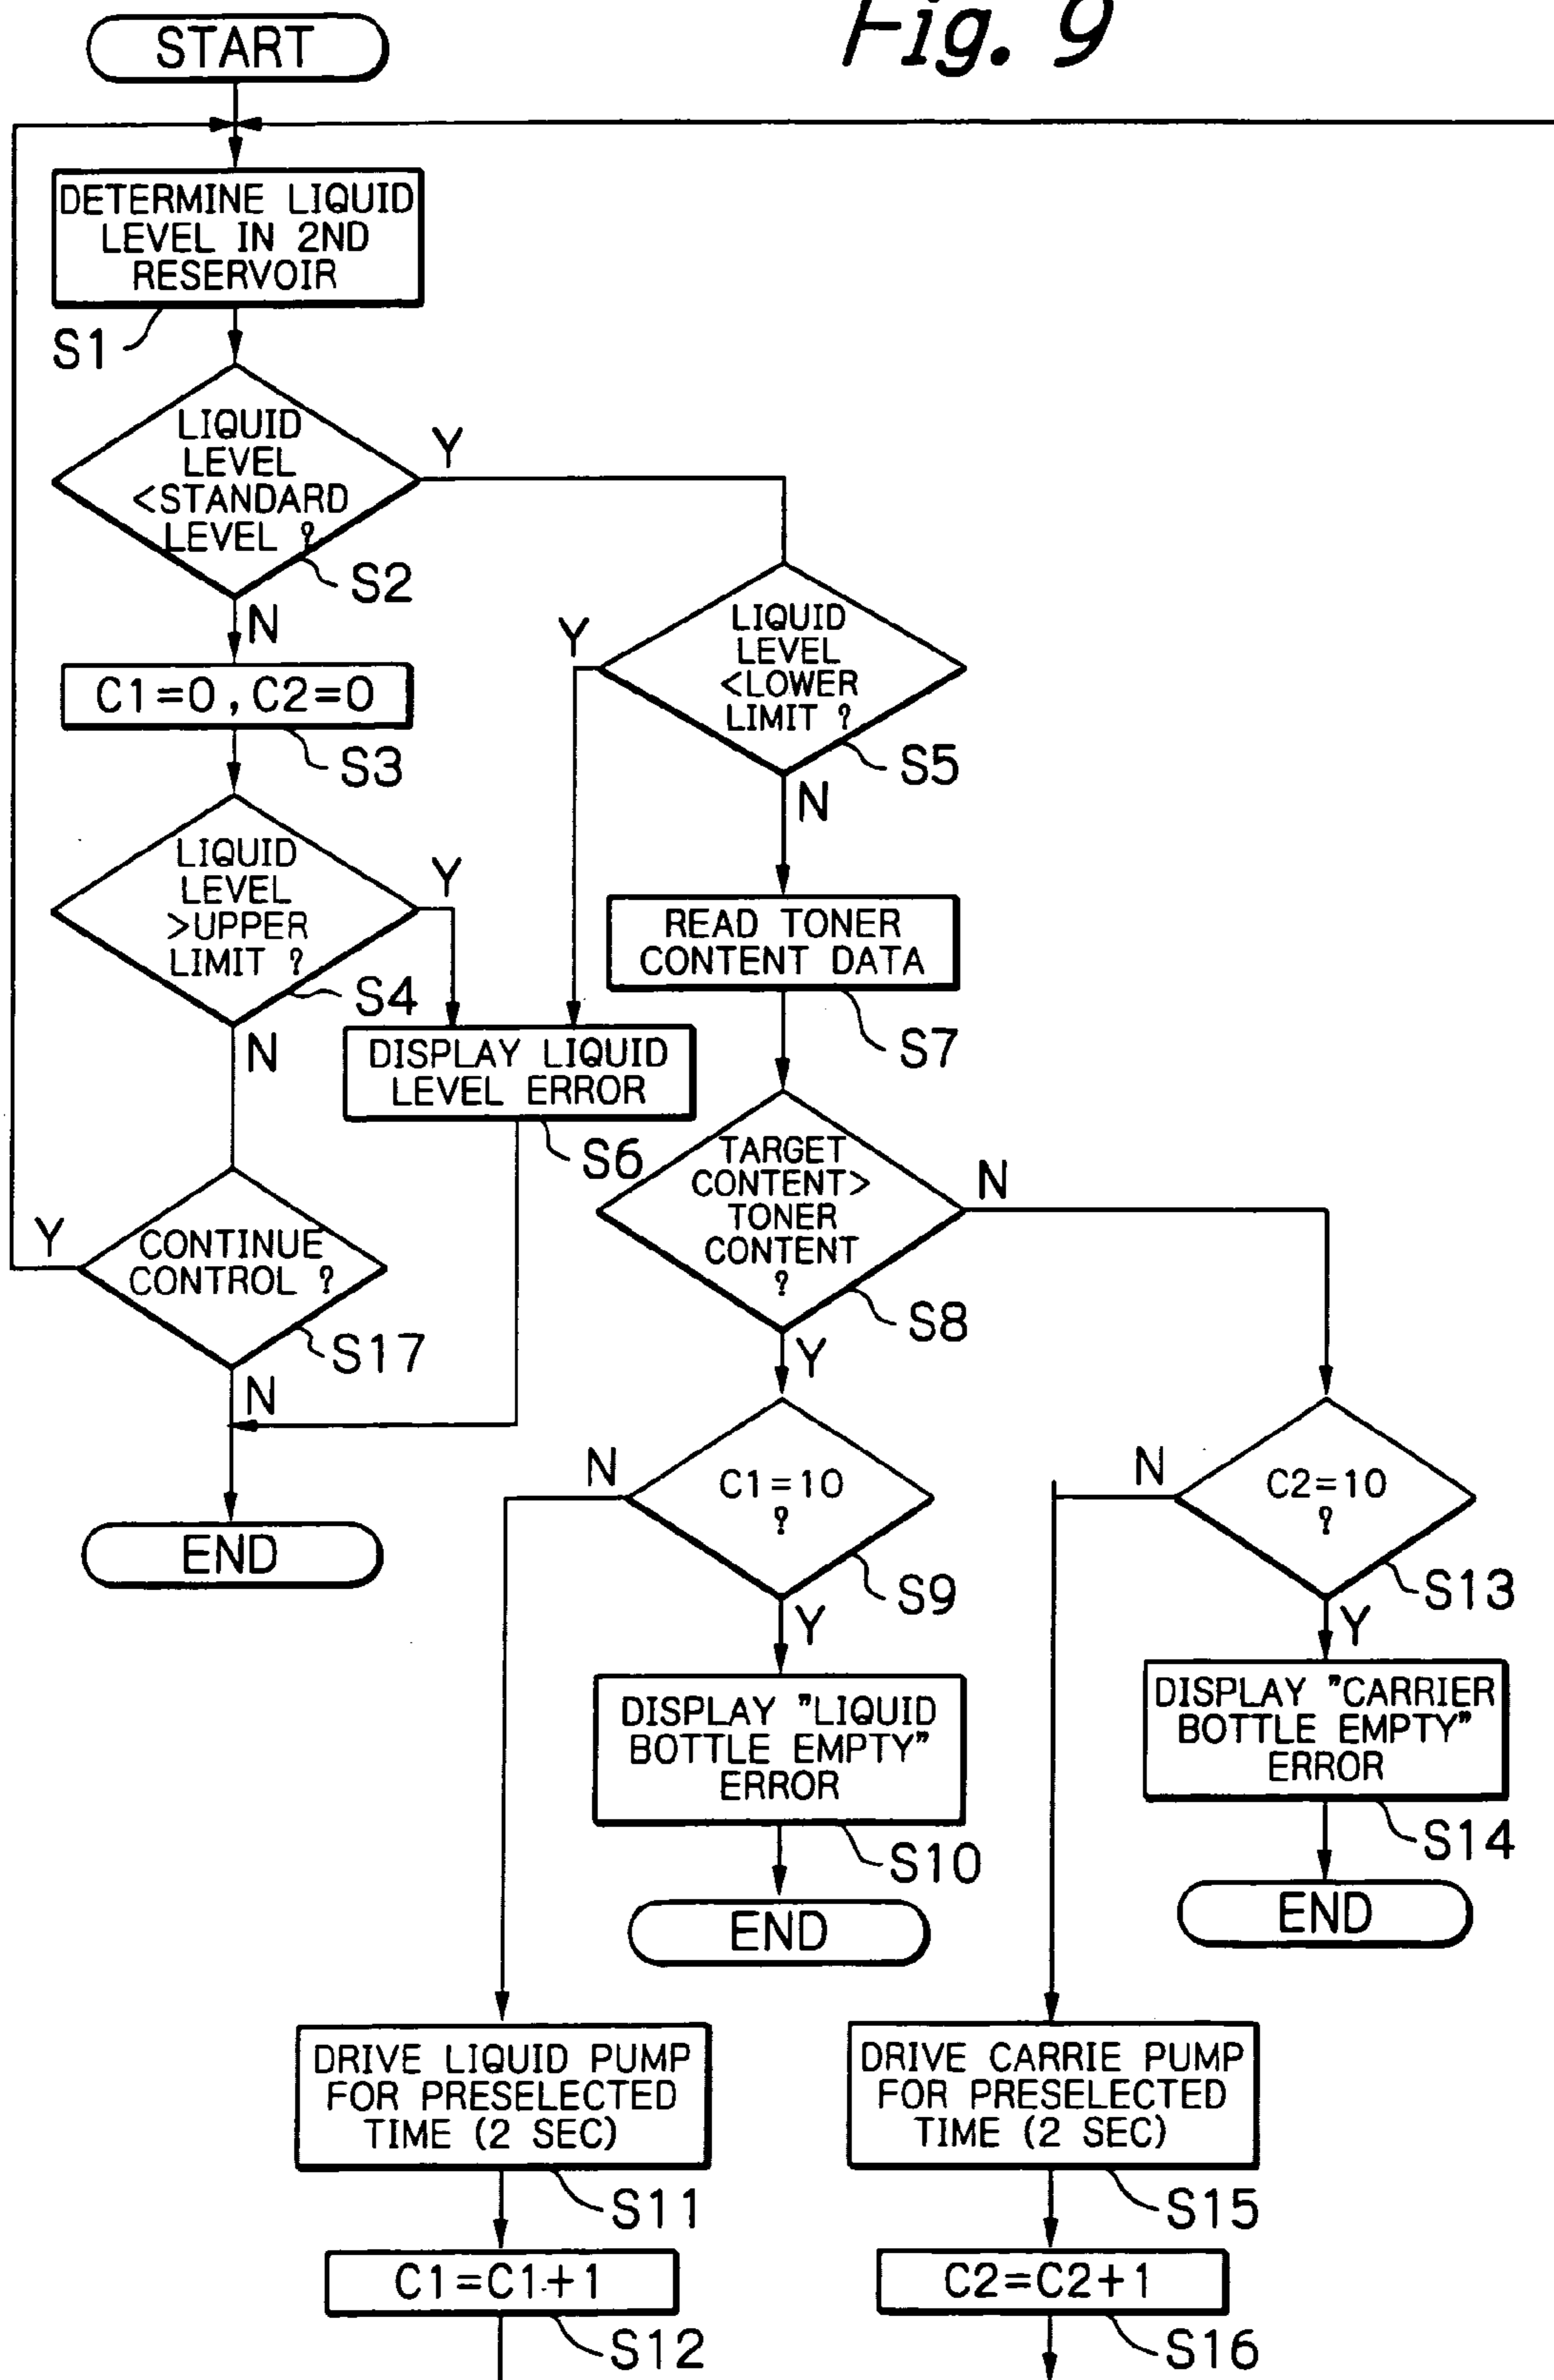 Fig. 9
START
DETERMINE LIQUID
LEVEL IN 2ND
RESERVOIR
S1
LIQUID
LEVEL
<STANDARD
LEVEL ?
Y
S2
N
C1=0, C2=0
S3
LIQUID
LEVEL
<LOWER
LIMIT ?
Y
S5
N
LIQUID
LEVEL
>UPPER
LIMIT ?
Y
S4
N
READ TONER
CONTENT DATA
S7
DISPLAY LIQUID
LEVEL ERROR
S6
TARGET
CONTENT>
TONER
CONTENT
?
N
S8
Y
CONTINUE
CONTROL ?
Y
S17
N
END
C1=10
?
N
S9
Y
C2=10
?
N
S13
Y
DISPLAY "LIQUID
BOTTLE EMPTY"
ERROR
S10
END
DISPLAY "CARRIER
BOTTLE EMPTY"
ERROR
S14
END
DRIVE LIQUID PUMP
FOR PRESELECTED
TIME (2 SEC)
S11
C1=C1+1
S12
DRIVE CARRIE PUMP
FOR PRESELECTED
TIME (2 SEC)
S15
C2=C2+1
S16